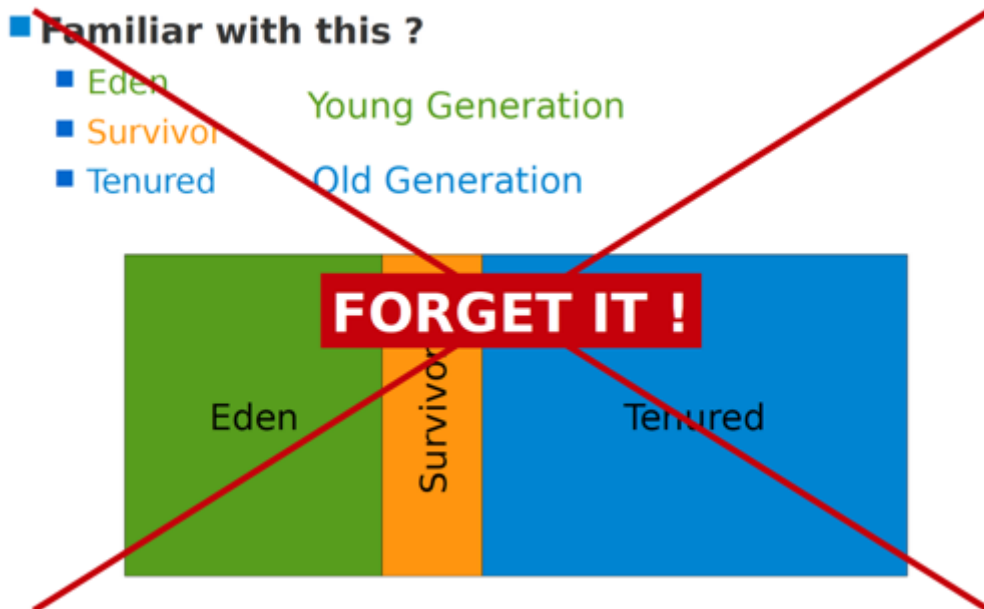 Familiar with this ?
Eden
Young Generation
Survivor
Tenured
Old Generation
FORGET IT !
Eden
Survivor
Tenured